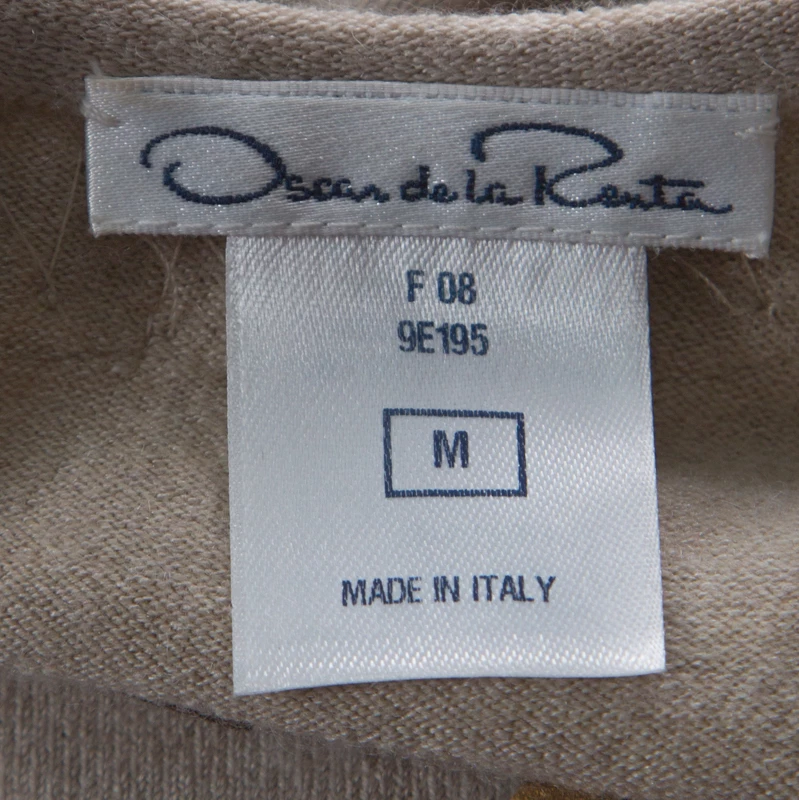 Oscar de la Renta
F 08
9E195
M
MADE IN ITALY